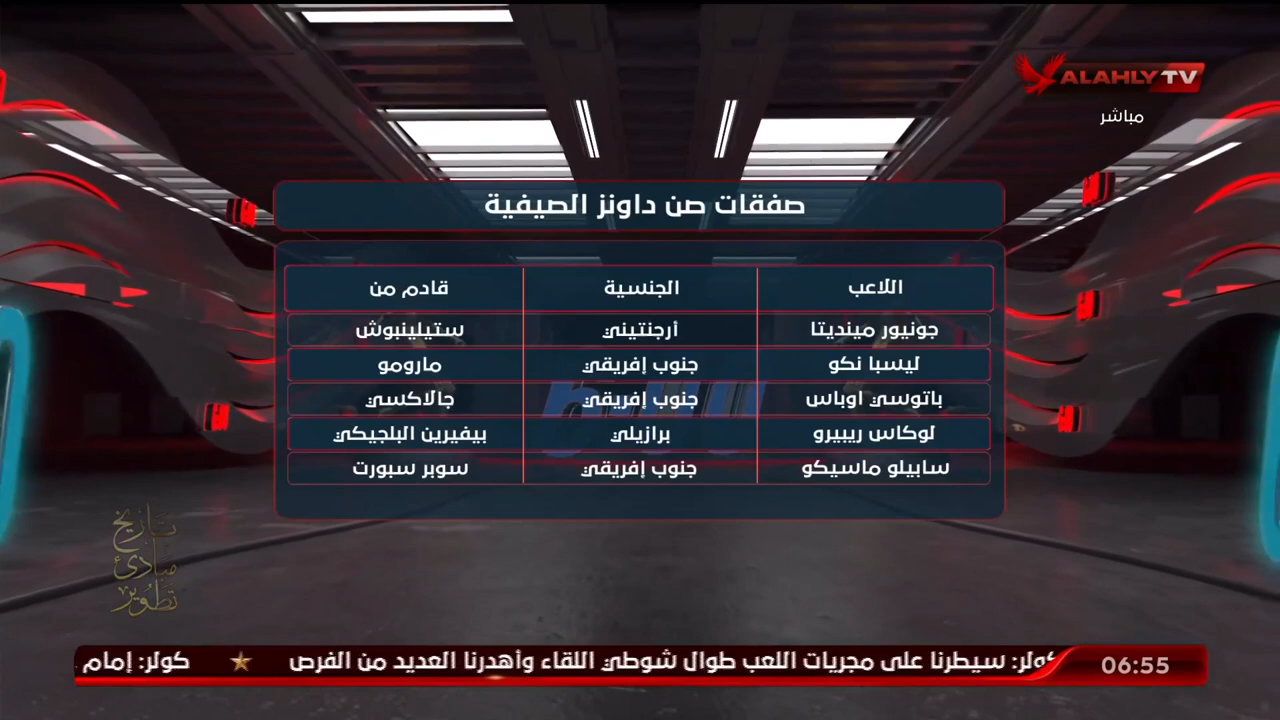 ALAHLY TV
مباشر
صفقات صن داونز الصيفية
اللاعب الجنسية قادم من
جونيور مينديتا أرجنتيني ستيلينبوش
ليسبا نكو جنوب إفريقي مارومو
باتوسي اوباس جنوب إفريقي جالاكسي
لوكاس ريبيرو برازيلي بيفيرين البلجيكي
سابيلو ماسيكو جنوب إفريقي سوبر سبورت
تاريخ
مبادئ
تطوير
06:55 كولر: سيطرنا على مجريات اللعب طوال شوطي اللقاء وأهدرنا العديد من الفرص ★ كولر: إمام